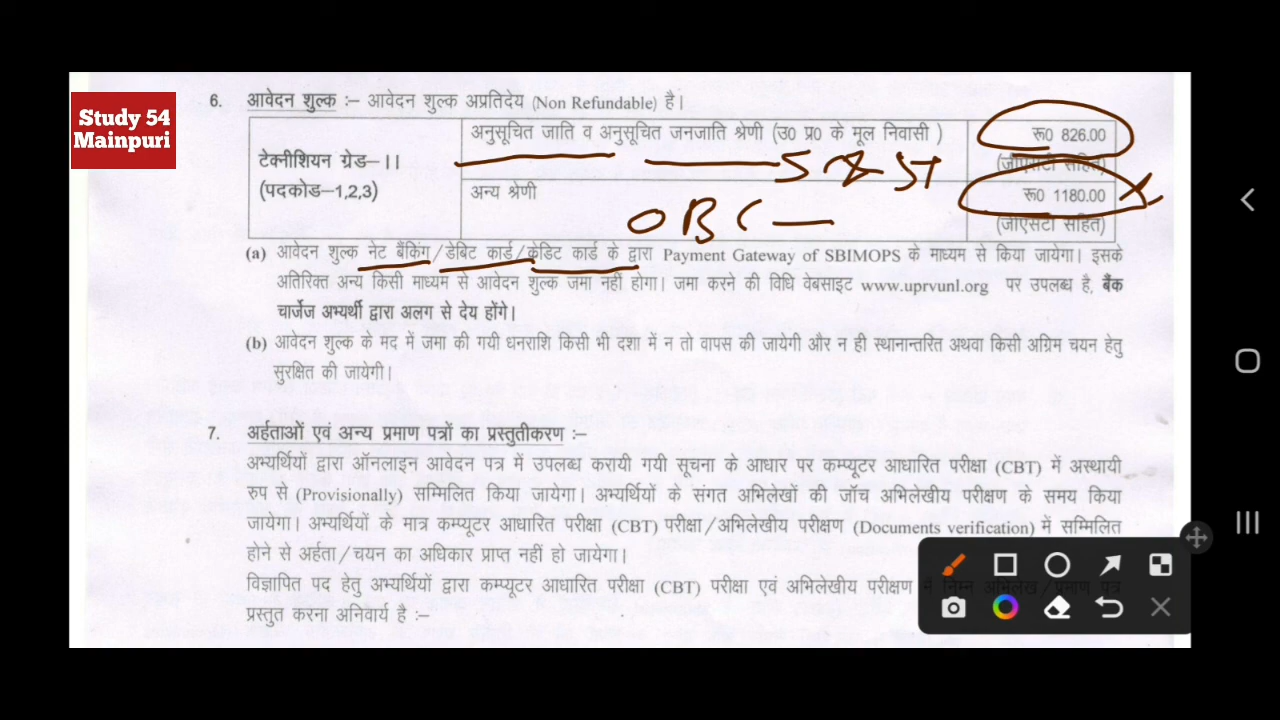 Study 54
Mainpuri
6. आवेदन शुल्क :– आवेदन शुल्क अप्रतिदेय (Non Refundable) है।
टेक्नीशियन ग्रेड–।।
(पदकोड–1,2,3)
अनुसूचित जाति व अनुसूचित जनजाति श्रेणी (उ0 प्र0 के मूल निवासी )
रू0 826.00
(जीएसटी सहित)
SC & ST
अन्य श्रेणी
रू0 1180.00
(जीएसटी सहित)
OBC –
(a) आवेदन शुल्क नेट बैंकिंग/डेबिट कार्ड/क्रेडिट कार्ड के द्वारा Payment Gateway of SBIMOPS के माध्यम से किया जायेगा। इसके
अतिरिक्त अन्य किसी माध्यम से आवेदन शुल्क जमा नहीं होगा। जमा करने की विधि वेबसाइट www.uprvunl.org पर उपलब्ध है, बैंक
चार्जेज अभ्यर्थी द्वारा अलग से देय होंगे।
(b) आवेदन शुल्क के मद में जमा की गयी धनराशि किसी भी दशा में न तो वापस की जायेगी और न ही स्थानान्तरित अथवा किसी अग्रिम चयन हेतु
सुरक्षित की जायेगी।
7. अर्हताओं एवं अन्य प्रमाण पत्रों का प्रस्तुतीकरण :–
अभ्यर्थियों द्वारा ऑनलाइन आवेदन पत्र में उपलब्ध करायी गयी सूचना के आधार पर कम्प्यूटर आधारित परीक्षा (CBT) में अस्थायी
रुप से (Provisionally) सम्मिलित किया जायेगा। अभ्यर्थियों के संगत अभिलेखों की जॉच अभिलेखीय परीक्षण के समय किया
जायेगा। अभ्यर्थियों के मात्र कम्प्यूटर आधारित परीक्षा (CBT) परीक्षा/अभिलेखीय परीक्षण (Documents verification) में सम्मिलित
होने से अर्हता/चयन का अधिकार प्राप्त नहीं हो जायेगा।
विज्ञापित पद हेतु अभ्यर्थियों द्वारा कम्प्यूटर आधारित परीक्षा (CBT) परीक्षा एवं अभिलेखीय परीक्षण में निम्न अभिलेख/प्रमाण पत्र
प्रस्तुत करना अनिवार्य है :–